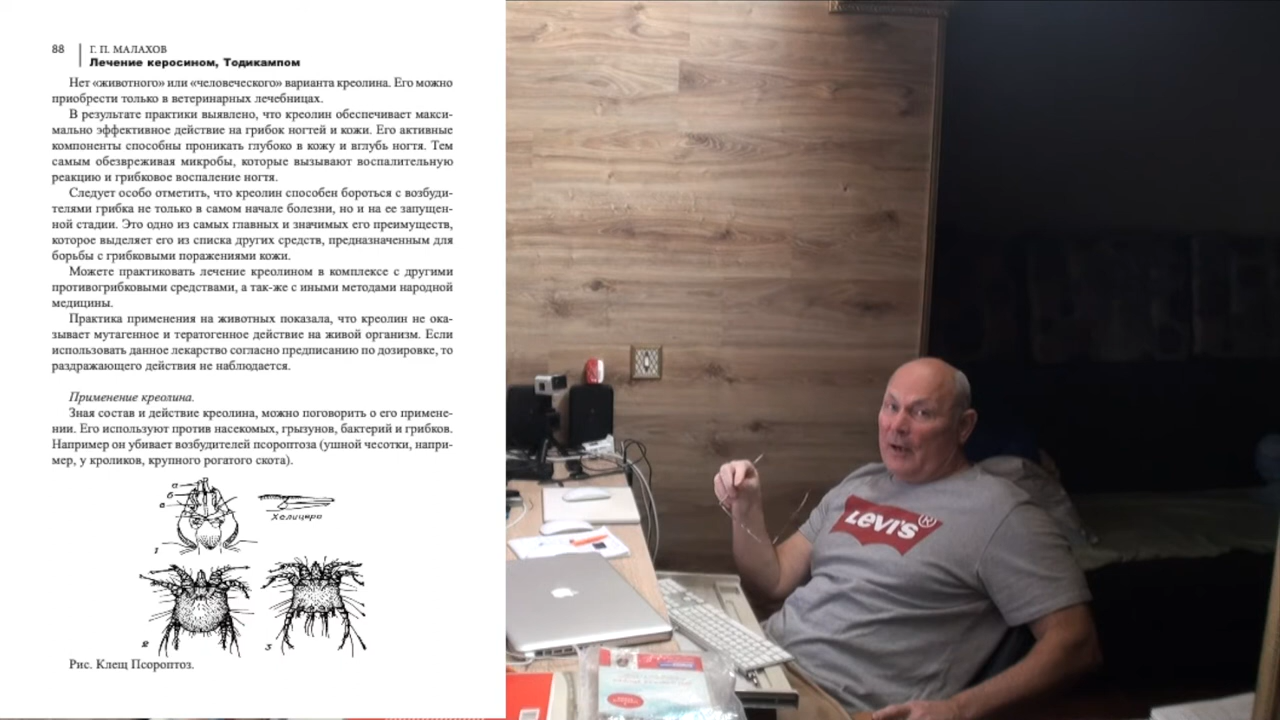 88
Г. П. МАЛАХОВ
Лечение керосином, Тодикампом
Нет «животного» или «человеческого» варианта креолина. Его можно
приобрести только в ветеринарных лечебницах.
В результате практики выявлено, что креолин обеспечивает макси-
мально эффективное действие на грибок ногтей и кожи. Его активные
компоненты способны проникать глубоко в кожу и вглубь ногтя. Тем
самым обезвреживая микробы, которые вызывают воспалительную
реакцию и грибковое воспаление ногтя.
Следует особо отметить, что креолин способен бороться с возбуди-
телями грибка не только в самом начале болезни, но и на ее запущен-
ной стадии. Это одно из самых главных и значимых его преимуществ,
которое выделяет его из списка других средств, предназначенным для
борьбы с грибковыми поражениями кожи.
Можете практиковать лечение креолином в комплексе с другими
противогрибковыми средствами, а так-же с иными методами народной
медицины.
Практика применения на животных показала, что креолин не ока-
зывает мутагенное и тератогенное действие на живой организм. Если
использовать данное лекарство согласно предписанию по дозировке, то
раздражающего действия не наблюдается.
Применение креолина.
Зная состав и действие креолина, можно поговорить о его примене-
нии. Его используют против насекомых, грызунов, бактерий и грибков.
Например он убивает возбудителей псороптоза (ушной чесотки, напри-
мер, у кроликов, крупного рогатого скота).
а
б
в
Хелицера
1
2
3
Рис. Клещ Псороптоз.
LEVI'S®